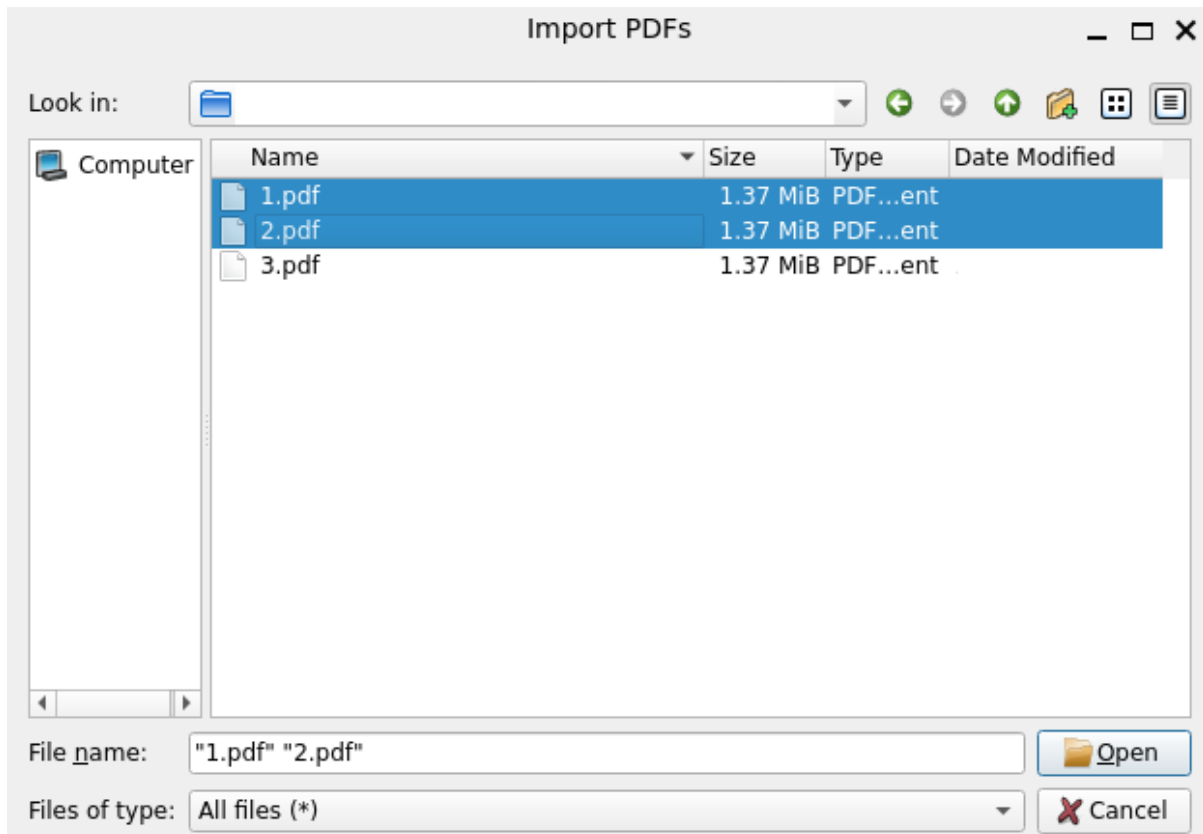 Import PDFs
Look in:
Computer
Name Size Type Date Modified
1.pdf 1.37 MiB PDF...ent
2.pdf 1.37 MiB PDF...ent
3.pdf 1.37 MiB PDF...ent
File name: "1.pdf" "2.pdf" Open
Files of type: All files (*) Cancel